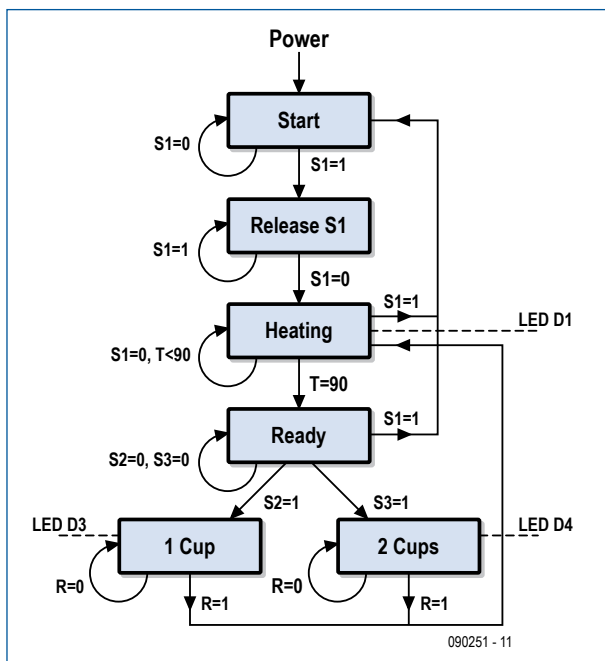 Power
Start
S1=0
S1=1
Release S1
S1=1
S1=0
S1=1
LED D1
Heating
S1=0, T<90
T=90
S1=1
Ready
S2=0, S3=0
S2=1
S3=1
LED D3
LED D4
1 Cup
2 Cups
R=0
R=0
R=1
R=1
090251 - 11